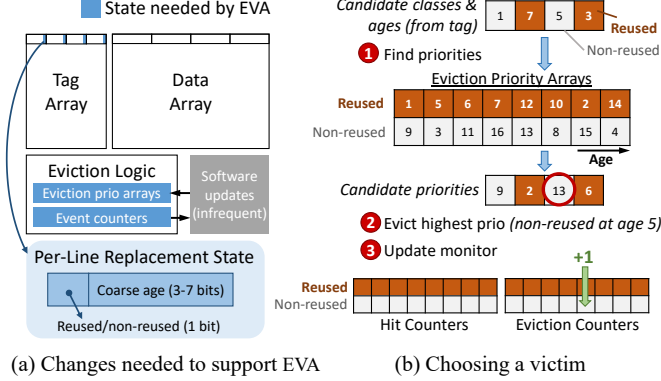 State needed by EVA
Tag
Array
Data
Array
Eviction Logic
Eviction prio arrays
Event counters
Software
updates
(infrequent)
Per-Line Replacement State
Coarse age (3-7 bits)
Reused/non-reused (1 bit)
(a) Changes needed to support EVA
Candidate classes
& ages (from tag)
1 7 5 3
Reused
Non-reused
1 Find priorities
Eviction Priority Arrays
Reused 1 5 6 7 12 10 2 14
Non-reused 9 3 11 16 13 8 15 4
Age
Candidate priorities 9 2 13 6
2 Evict highest prio (non-reused at age 5)
3 Update monitor
+1
Reused
Non-reused
Hit Counters
Eviction Counters
(b) Choosing a victim